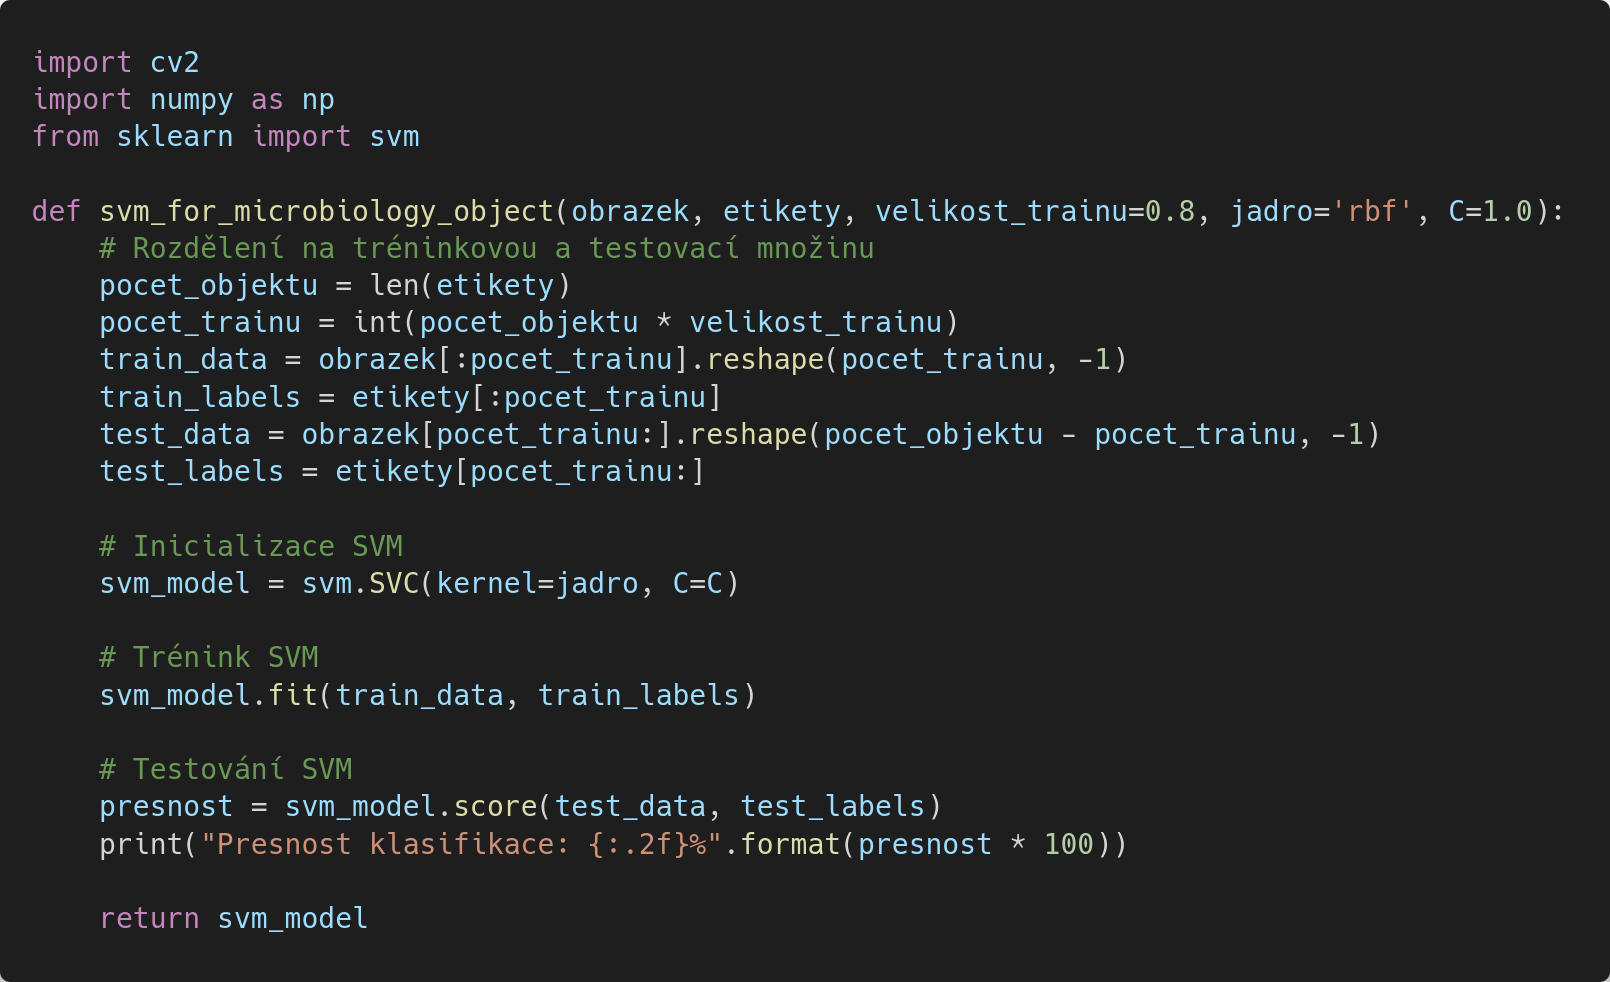 import cv2
import numpy as np
from sklearn import svm
def svm_for_microbiology_object(obrazek, etikety, velikost_trainu=0.8, jadro='rbf', C=1.0):
    # Rozdělení na tréninkovou a testovací množinu
    pocet_objektu = len(etikety)
    pocet_trainu = int(pocet_objektu * velikost_trainu)
    train_data = obrazek[:pocet_trainu].reshape(pocet_trainu, -1)
    train_labels = etikety[:pocet_trainu]
    test_data = obrazek[pocet_trainu:].reshape(pocet_objektu - pocet_trainu, -1)
    test_labels = etikety[pocet_trainu:]
    # Inicializace SVM
    svm_model = svm.SVC(kernel=jadro, C=C)
    # Trénink SVM
    svm_model.fit(train_data, train_labels)
    # Testování SVM
    presnost = svm_model.score(test_data, test_labels)
    print("Presnost klasifikace: {:.2f}%".format(presnost * 100))
    return svm_model